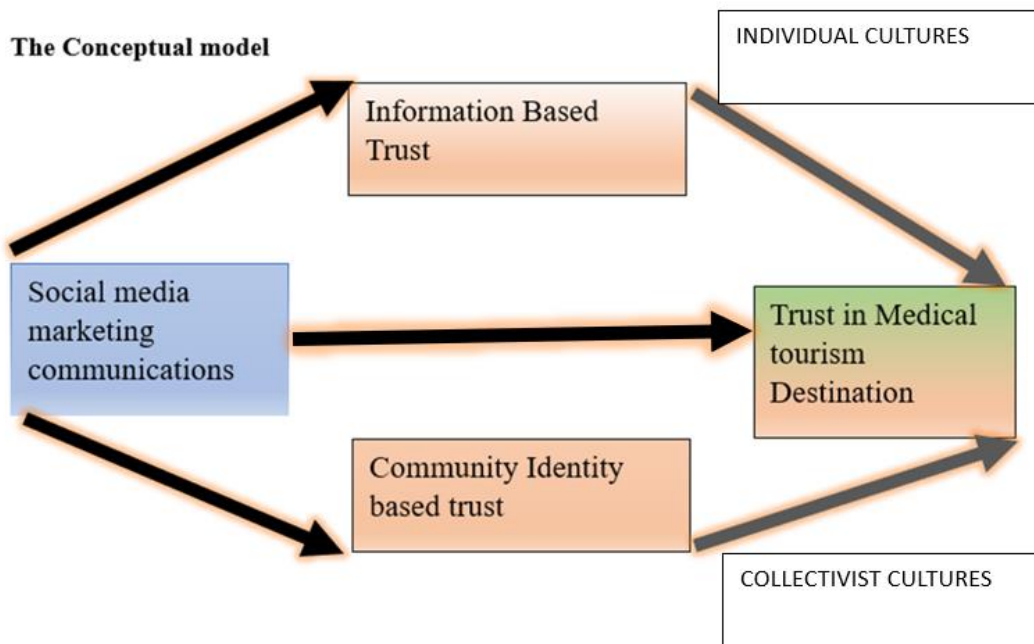 INDIVIDUAL CULTURES
The Conceptual model
Information Based
Trust
Social media
marketing
communications
Trust in Medical
tourism
Destination
Community Identity
based trust
COLLECTIVIST CULTURES